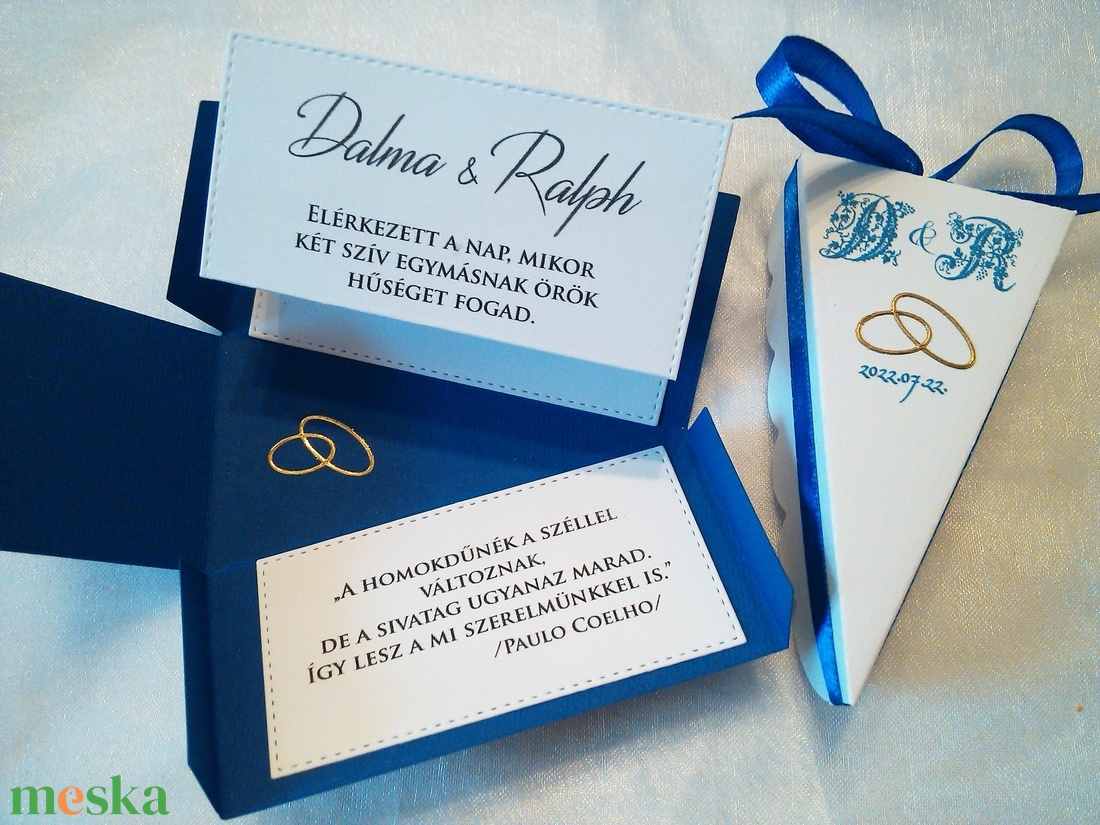 Dalma & Ralph
Elérkezett a nap, mikor
két szív egymásnak örök
hűséget fogad.
„A homokdűnék a széllel
változnak,
de a sivatag ugyanaz marad.
Így lesz a mi szerelmünkkel is.”
/Paulo Coelho/
D & R
2022.07.22.
meska